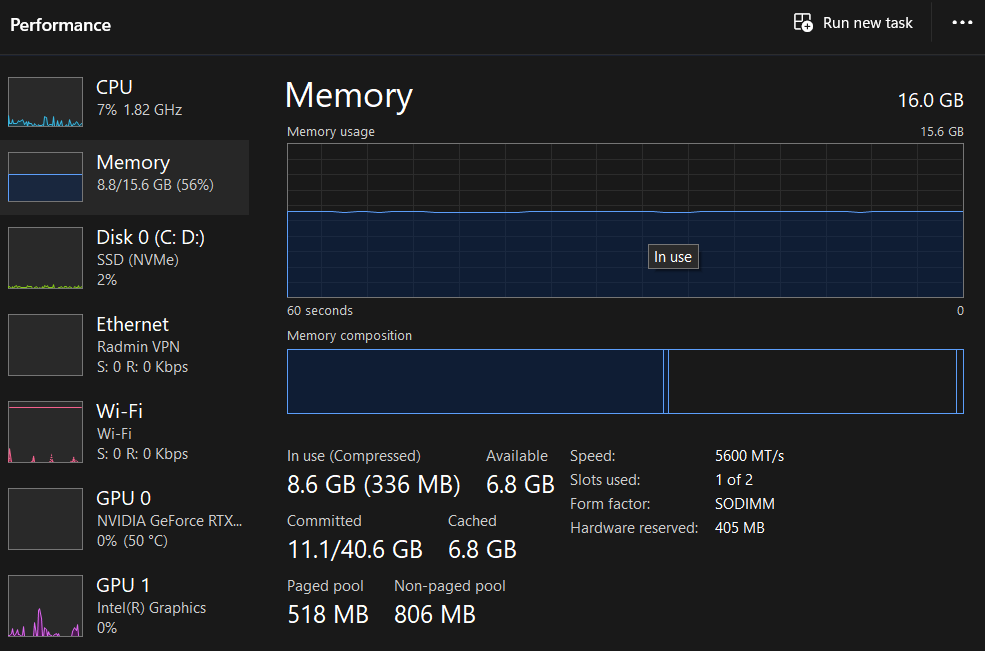 Performance
Run new task
CPU
7% 1.82 GHz
Memory
8.8/15.6 GB (56%)
Disk 0 (C: D:)
SSD (NVMe)
2%
Ethernet
Radmin VPN
S: 0 R: 0 Kbps
Wi-Fi
Wi-Fi
S: 0 R: 0 Kbps
GPU 0
NVIDIA GeForce RTX...
0% (50 °C)
GPU 1
Intel(R) Graphics
0%
Memory 16.0 GB
Memory usage 15.6 GB
In use
60 seconds 0
Memory composition
In use (Compressed) Available
8.6 GB (336 MB) 6.8 GB
Committed Cached
11.1/40.6 GB 6.8 GB
Paged pool Non-paged pool
518 MB 806 MB
Speed: 5600 MT/s
Slots used: 1 of 2
Form factor: SODIMM
Hardware reserved: 405 MB